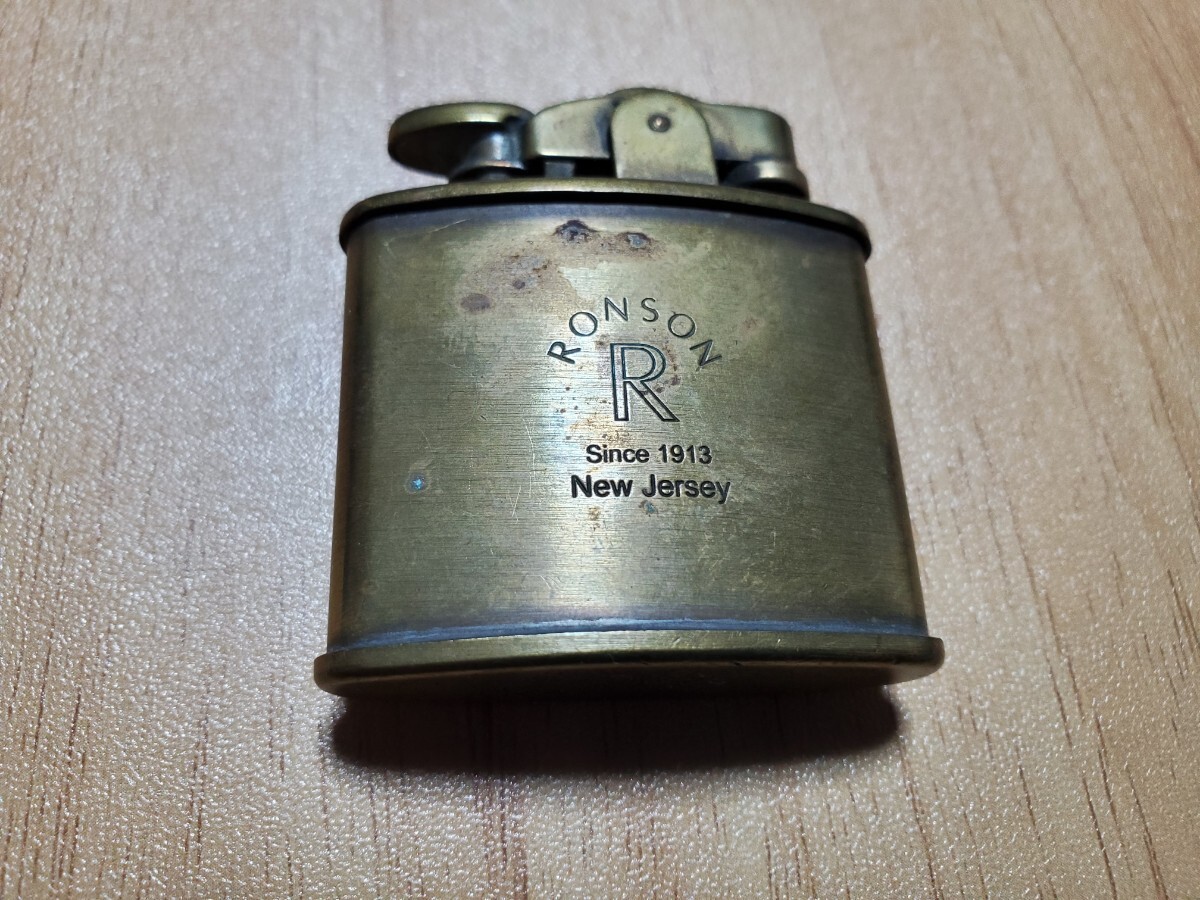 RONSON
R
Since 1913
New Jersey